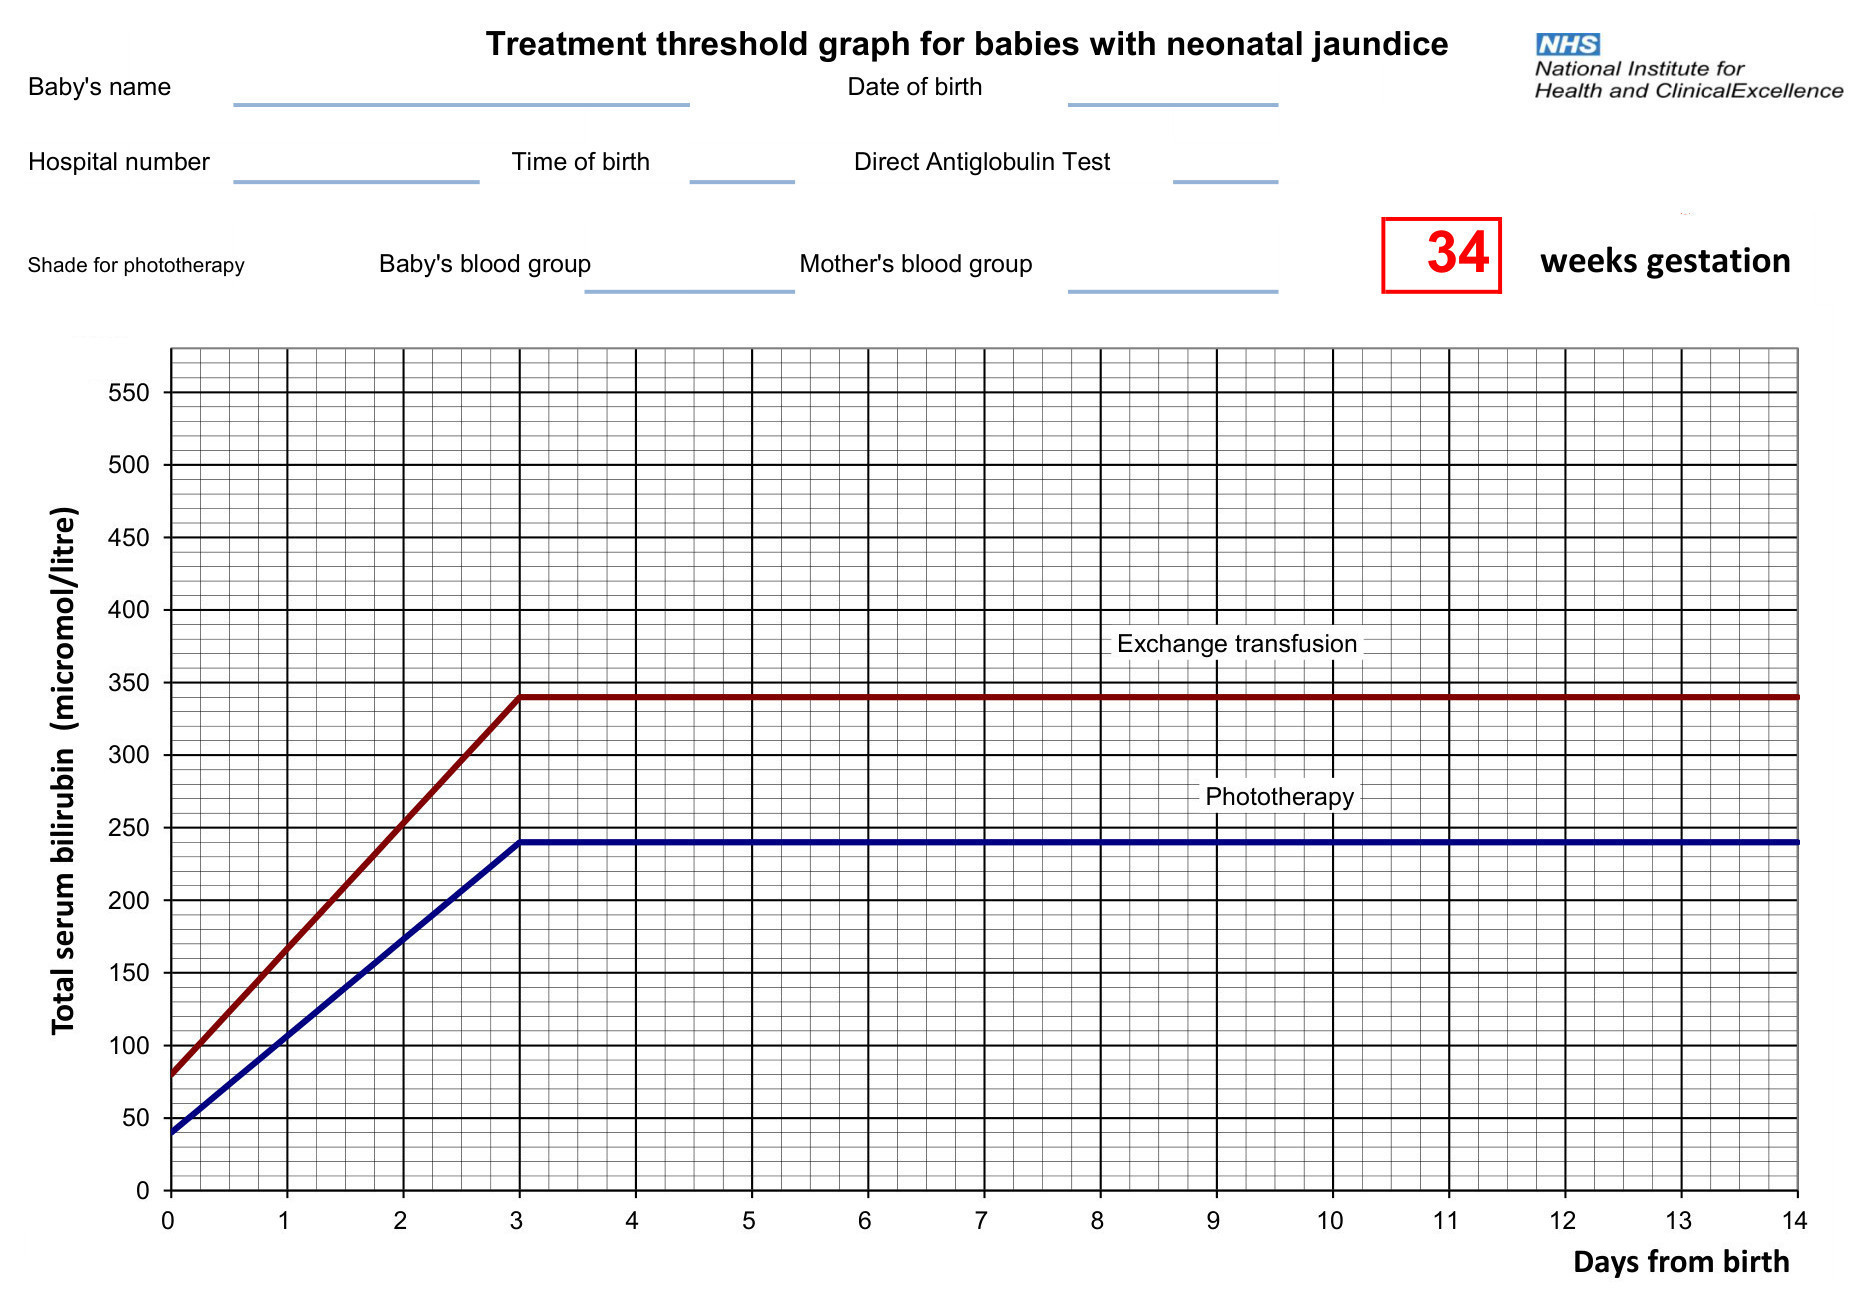 Treatment threshold graph for babies with neonatal jaundice
NHS
National Institute for
Health and ClinicalExcellence
Baby's name
Date of birth
Hospital number
Time of birth
Direct Antiglobulin Test
Shade for phototherapy
Baby's blood group
Mother's blood group
34
weeks gestation
Total serum bilirubin (micromol/litre)
550
500
450
400
350
300
250
200
150
100
50
0
Exchange transfusion
Phototherapy
0 1 2 3 4 5 6 7 8 9 10 11 12 13 14
Days from birth